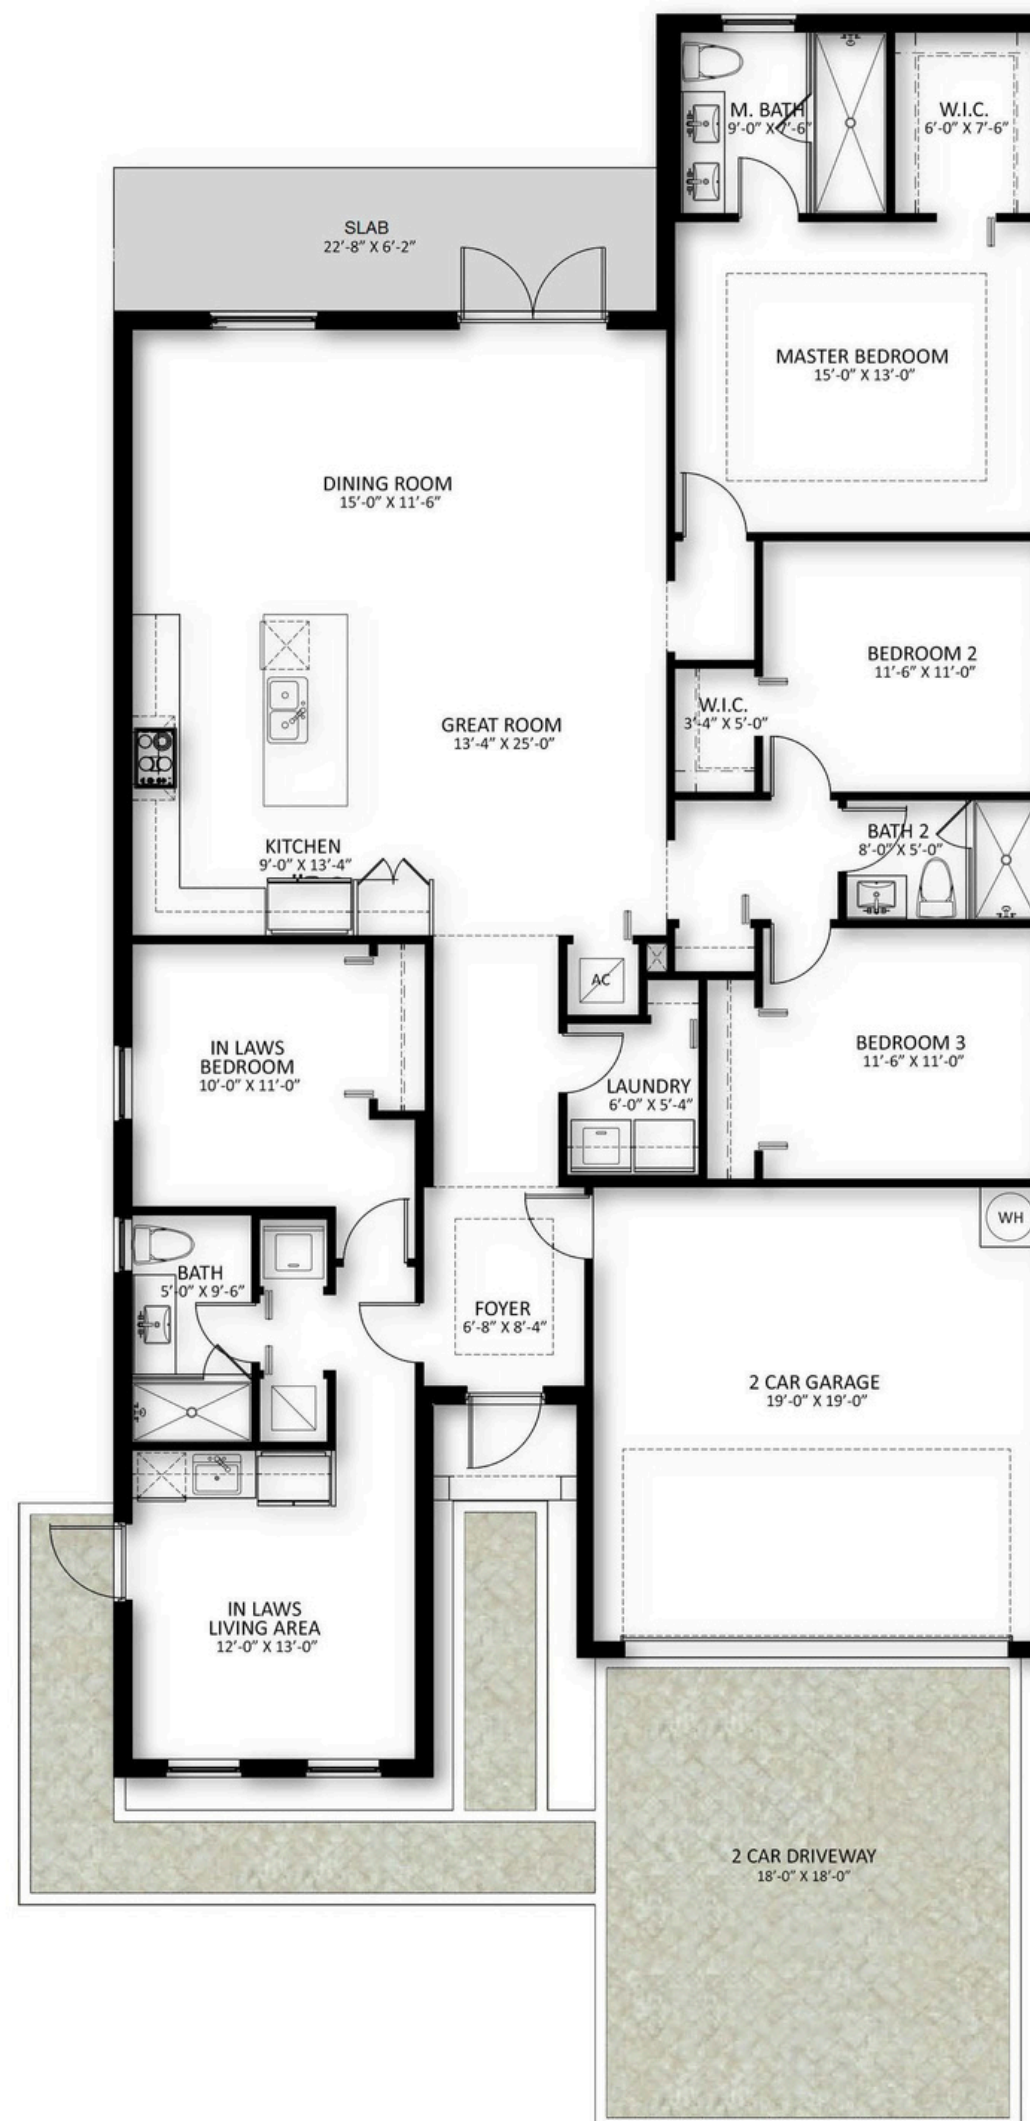 M. BATH
9'-0" X 7'-6"
W.I.C.
6'-0" X 7'-6"
SLAB
22'-8" X 6'-2"
MASTER BEDROOM
15'-0" X 13'-0"
DINING ROOM
15'-0" X 11'-6"
BEDROOM 2
11'-6" X 11'-0"
W.I.C.
3'-4" X 5'-0"
GREAT ROOM
13'-4" X 25'-0"
KITCHEN
9'-0" X 13'-4"
BATH 2
8'-0" X 5'-0"
AC
IN LAWS
BEDROOM
10'-0" X 11'-0"
BEDROOM 3
11'-6" X 11'-0"
LAUNDRY
6'-0" X 5'-4"
WH
BATH
5'-0" X 9'-6"
FOYER
6'-8" X 8'-4"
2 CAR GARAGE
19'-0" X 19'-0"
IN LAWS
LIVING AREA
12'-0" X 13'-0"
2 CAR DRIVEWAY
18'-0" X 18'-0"